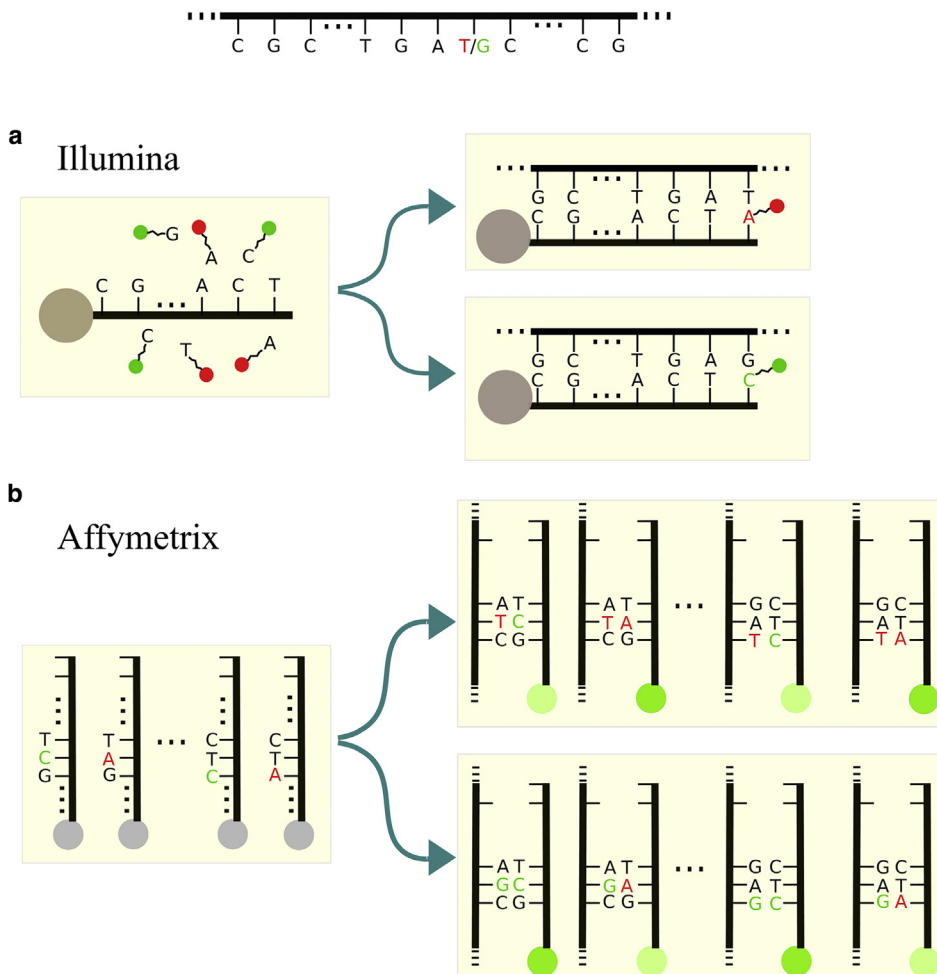 C G C ... T G A T/G C ... C G
a
Illumina
G A C
C G ... A C T
C T A
... ...
G C ... T G A T
C G ... A C T A
... ...
G C ... T G A G
C G ... A C T C
b
Affymetrix
A T A T ... G C G C
T C T A A T A T
C G C G T C T A
T T ... C C
C A T T
G G C A
A T A T ... G C G C
G C G A A T A T
C G C G G C G A